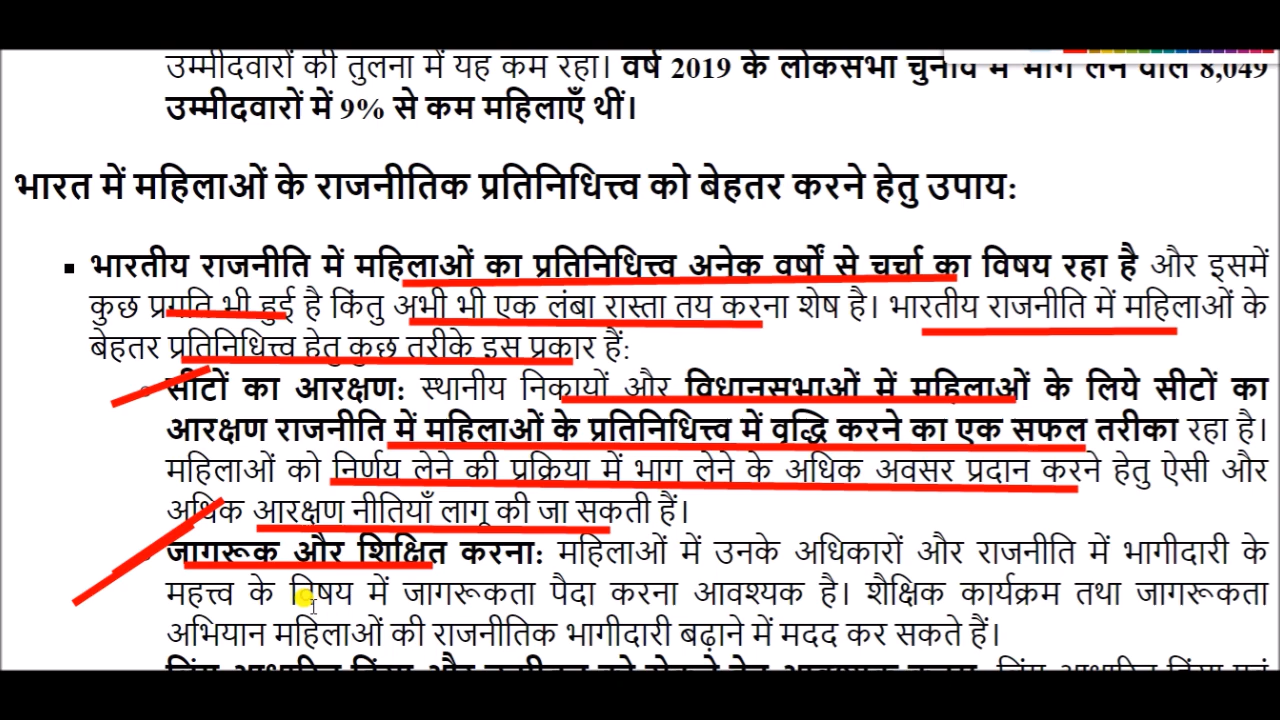 उम्मीदवारों की तुलना में यह कम रहा। वर्ष 2019 के लोकसभा चुनाव में भाग लेने वाले 8,049
उम्मीदवारों में 9% से कम महिलाएँ थीं।
भारत में महिलाओं के राजनीतिक प्रतिनिधित्त्व को बेहतर करने हेतु उपाय:
भारतीय राजनीति में महिलाओं का प्रतिनिधित्त्व अनेक वर्षों से चर्चा का विषय रहा है और इसमें
कुछ प्रगति भी हुई है किंतु अभी भी एक लंबा रास्ता तय करना शेष है। भारतीय राजनीति में महिलाओं के
बेहतर प्रतिनिधित्त्व हेतु कुछ तरीके इस प्रकार हैं:
सीटों का आरक्षण: स्थानीय निकायों और विधानसभाओं में महिलाओं के लिये सीटों का
आरक्षण राजनीति में महिलाओं के प्रतिनिधित्त्व में वृद्धि करने का एक सफल तरीका रहा है।
महिलाओं को निर्णय लेने की प्रक्रिया में भाग लेने के अधिक अवसर प्रदान करने हेतु ऐसी और
अधिक आरक्षण नीतियाँ लागू की जा सकती हैं।
जागरूक और शिक्षित करना: महिलाओं में उनके अधिकारों और राजनीति में भागीदारी के
महत्त्व के विषय में जागरूकता पैदा करना आवश्यक है। शैक्षिक कार्यक्रम तथा जागरूकता
अभियान महिलाओं की राजनीतिक भागीदारी बढ़ाने में मदद कर सकते हैं।